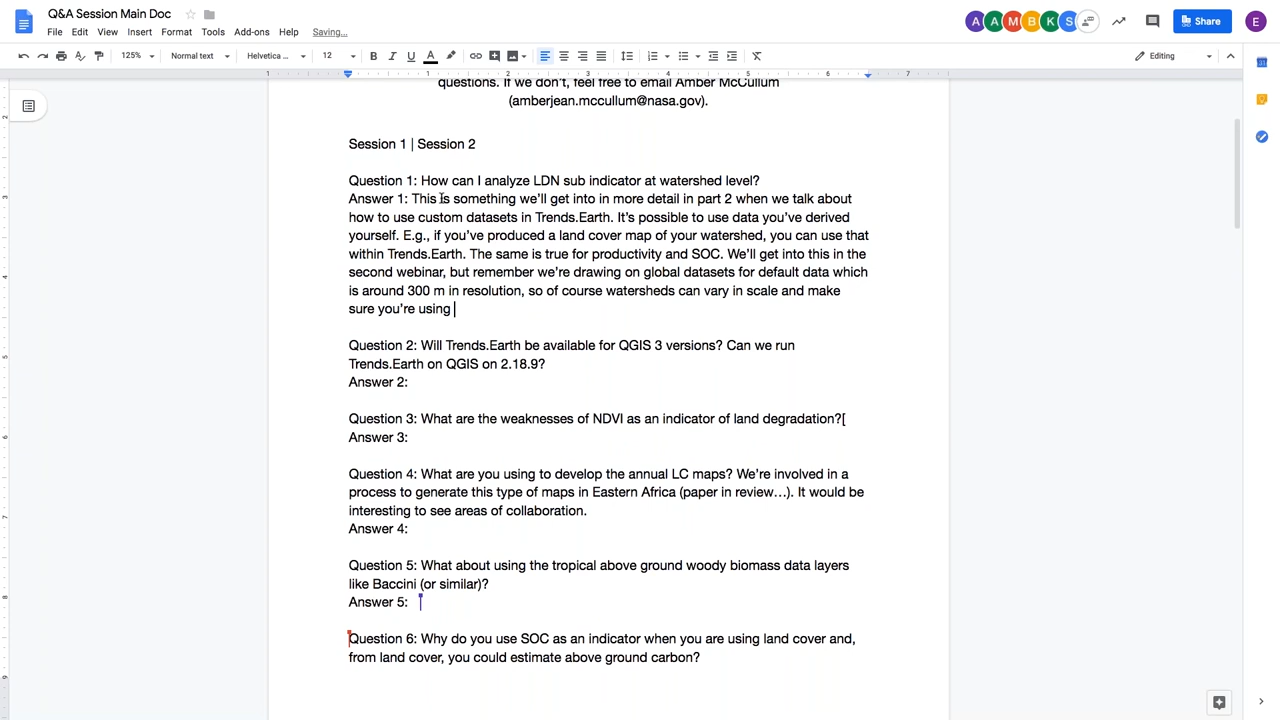 Q&A Session Main Doc
A A M B K S
Share
E
File Edit View Insert Format Tools Add-ons Help Saving...
125% Normal text Helvetica ... 12 B I U A Editing
1 1 2 3 4 5 6 7
questions. If we don't, feel free to email Amber McCullum
(amberjean.mccullum@nasa.gov).
Session 1 | Session 2
Question 1: How can I analyze LDN sub indicator at watershed level?
Answer 1: This is something we'll get into in more detail in part 2 when we talk about
how to use custom datasets in Trends.Earth. It's possible to use data you've derived
yourself. E.g., if you've produced a land cover map of your watershed, you can use that
within Trends.Earth. The same is true for productivity and SOC. We'll get into this in the
second webinar, but remember we're drawing on global datasets for default data which
is around 300 m in resolution, so of course watersheds can vary in scale and make
sure you're using
Question 2: Will Trends.Earth be available for QGIS 3 versions? Can we run
Trends.Earth on QGIS on 2.18.9?
Answer 2:
Question 3: What are the weaknesses of NDVI as an indicator of land degradation?[
Answer 3:
Question 4: What are you using to develop the annual LC maps? We're involved in a
process to generate this type of maps in Eastern Africa (paper in review…). It would be
interesting to see areas of collaboration.
Answer 4:
Question 5: What about using the tropical above ground woody biomass data layers
like Baccini (or similar)?
Answer 5:
Question 6: Why do you use SOC as an indicator when you are using land cover and,
from land cover, you could estimate above ground carbon?